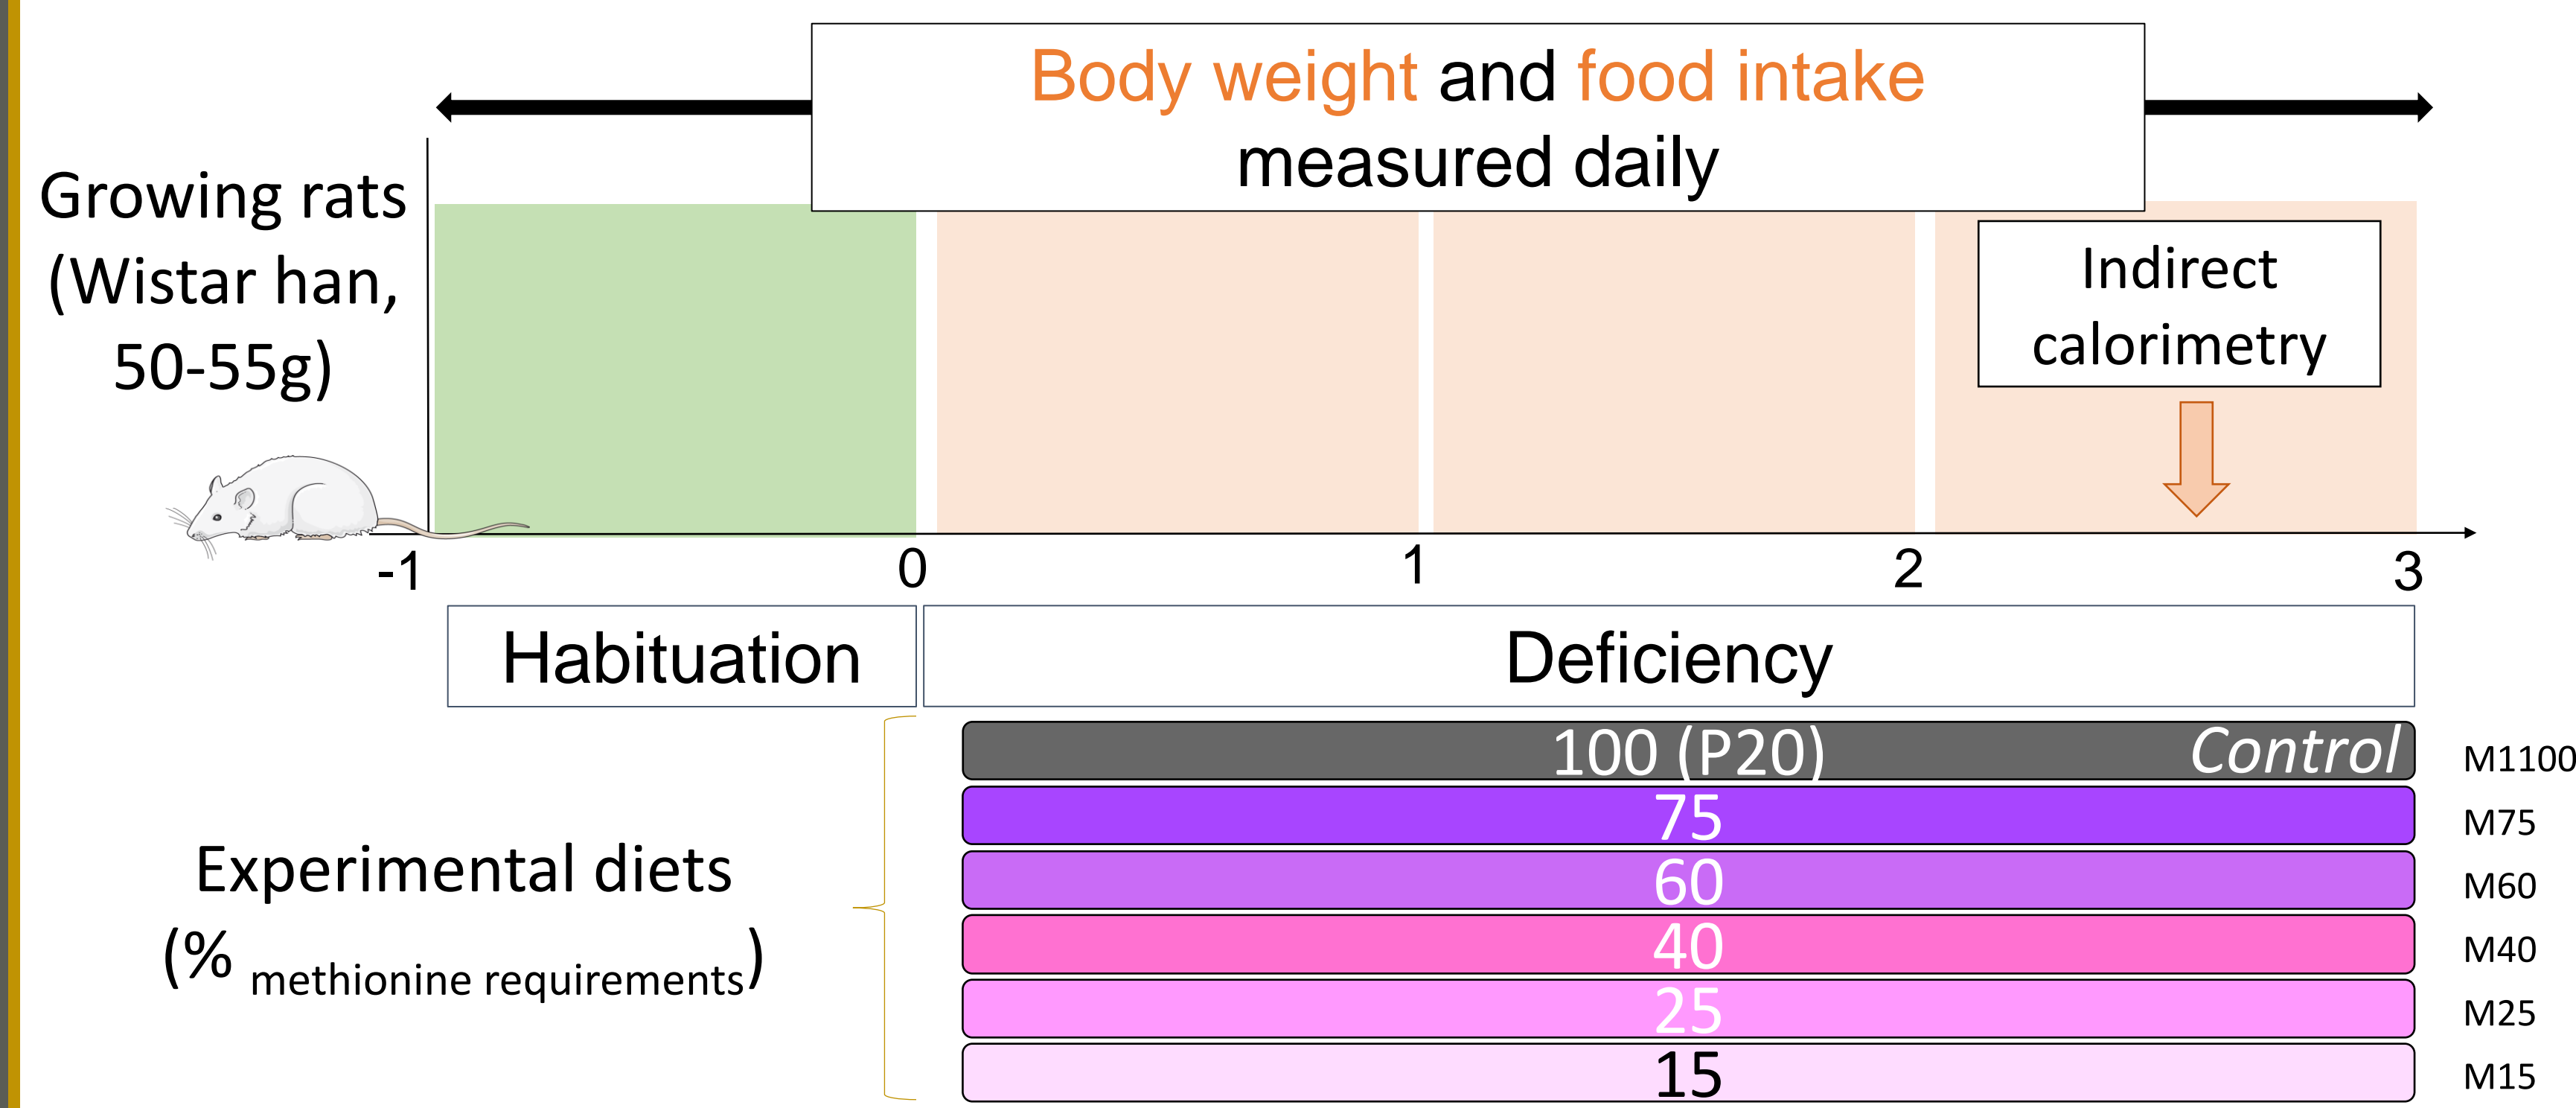 Body weight and food intake
measured daily
Growing rats
(Wistar han,
50-55g)
Indirect
calorimetry
-1 0 1 2 3
Habituation Deficiency
Experimental diets
(% methionine requirements)
100 (P20) Control M1100
75 M75
60 M60
40 M40
25 M25
15 M15